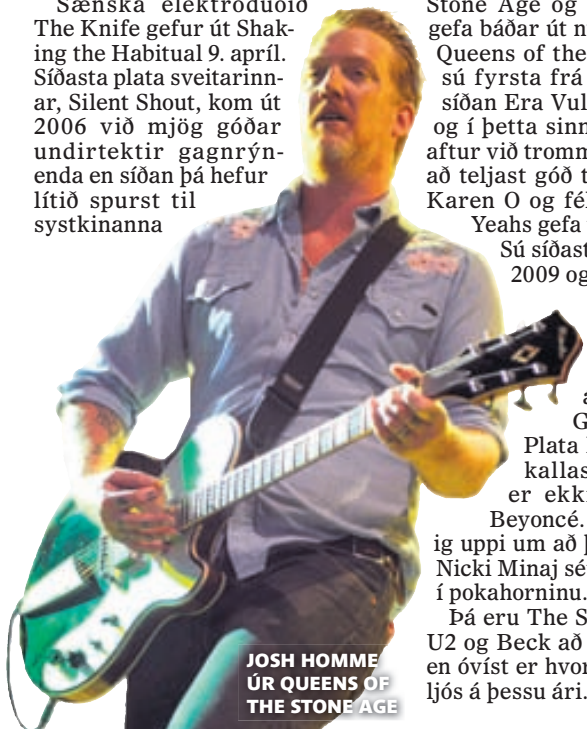 Sænska elektródúóið
The Knife gefur út Shak-
ing the Habitual 9. apríl.
Síðasta plata sveitarinn-
ar, Silent Shout, kom út
2006 við mjög góðar
undirtektir gagnrýn-
enda en síðan þá hefur
lítið spurst til
systkinanna
Stone Age og
gefa báðar út n
Queens of the
sú fyrsta frá
síðan Era Vul
og í þetta sinn
aftur við tromm
að teljast góð t
Karen O og fél
Yeahs gefa
Sú síðast
2009 og
a
G
Plata
kallas
er ekki
Beyoncé.
ig uppi um að þ
Nicki Minaj sé
í pokahorninu.
Þá eru The S
U2 og Beck að
en óvíst er hvor
ljós á þessu ári.
JOSH HOMME
ÚR QUEENS OF
THE STONE AGE